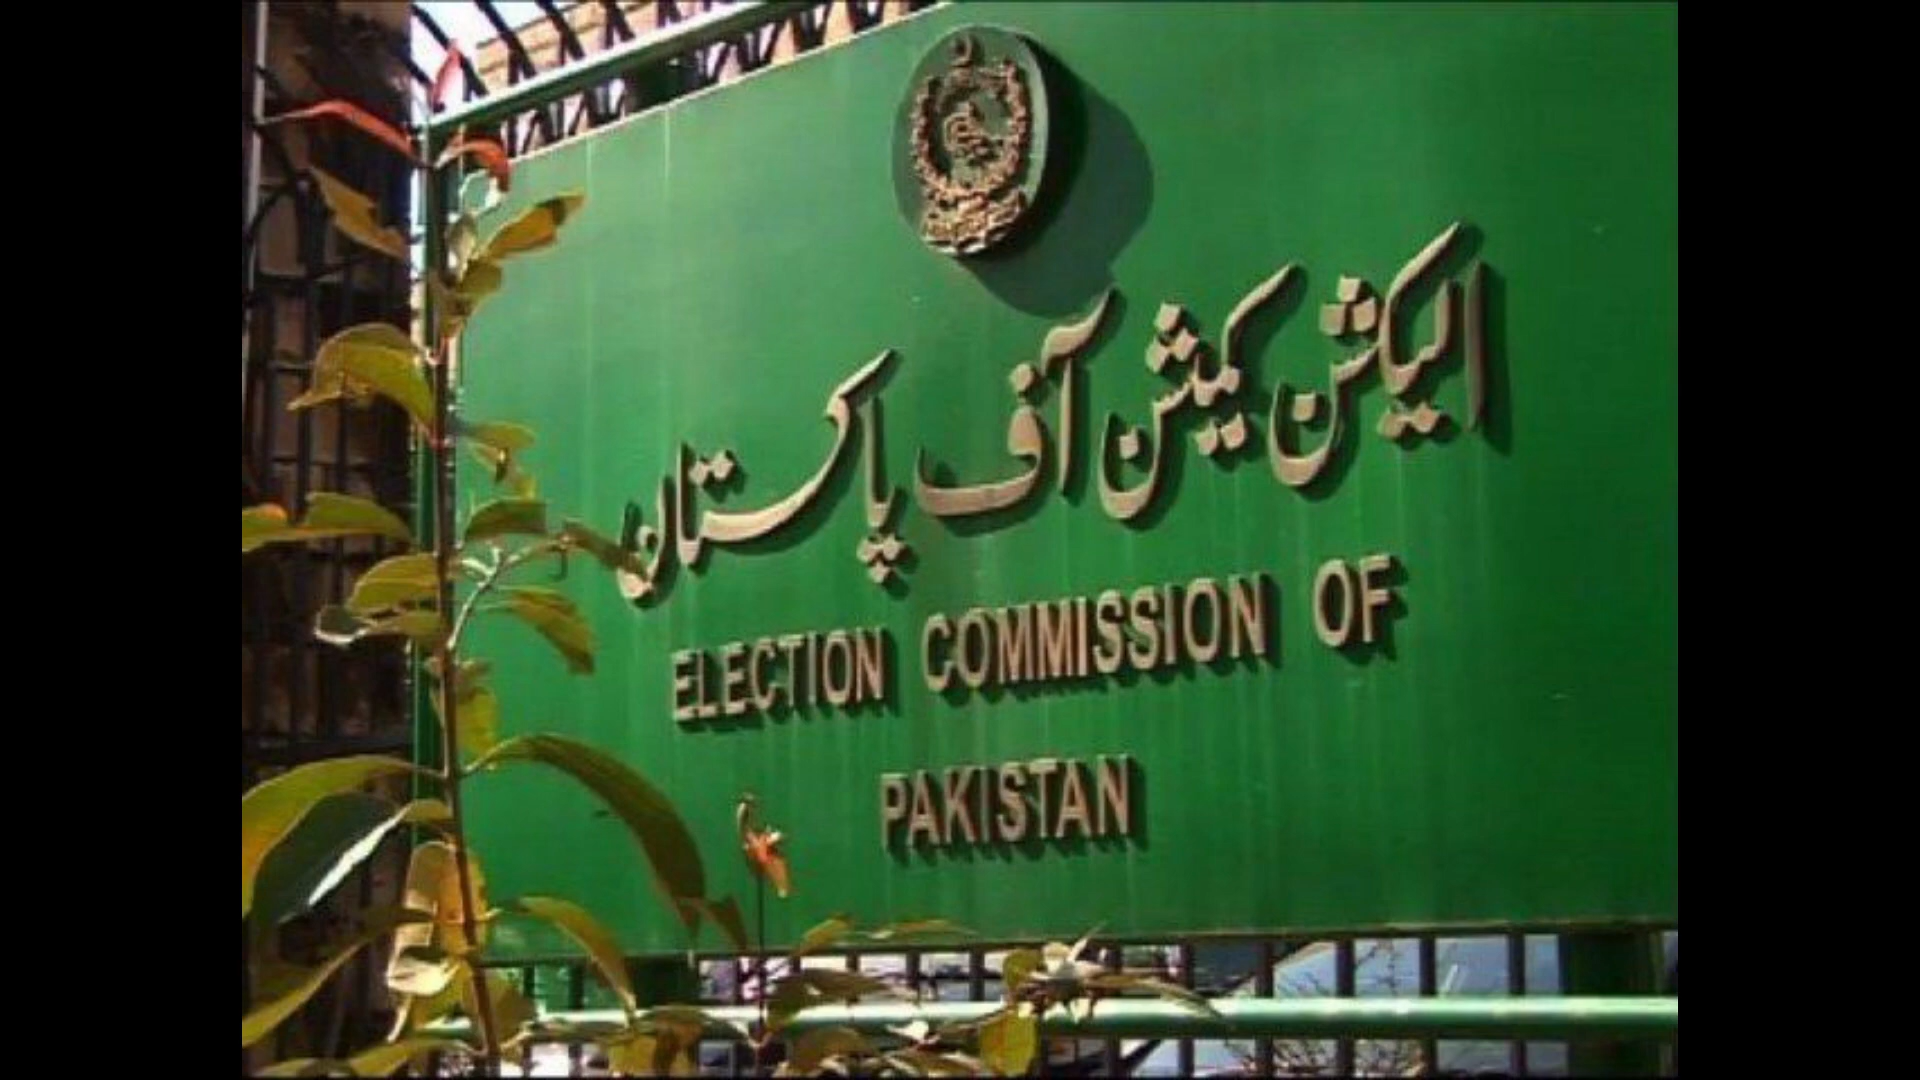 الیکشن کمیشن آف پاکستان
ELECTION COMMISSION OF
PAKISTAN